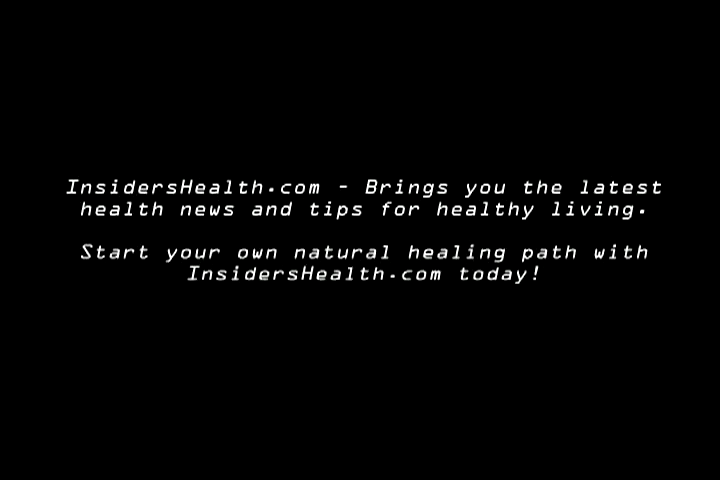 InsidersHealth.com - Brings you the latest
health news and tips for healthy living.
Start your own natural healing path with
InsidersHealth.com today!